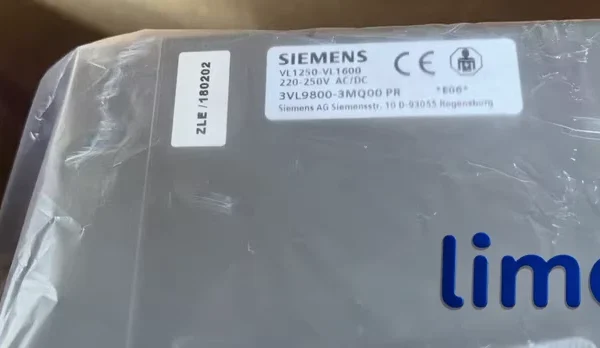 SIEMENS
VL1250-VL1600
220-250V AC/DC
3VL9800-3MQ00 PR *E06*
Siemens AG Siemensstr. 10 D-93055 Regensburg
CE
ZLE/180202
lim